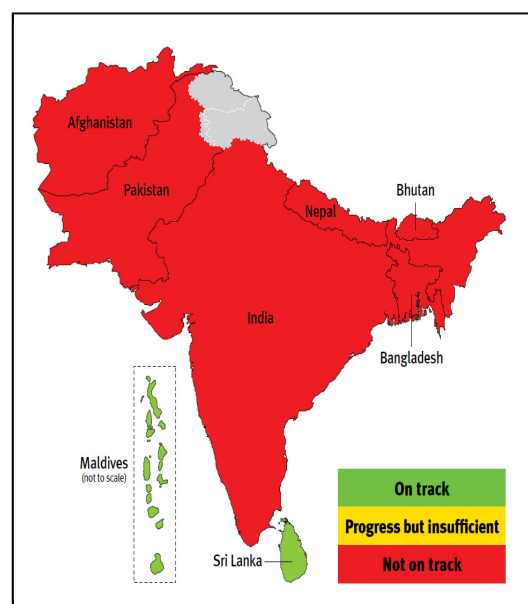 Afghanistan
Pakistan
Nepal
Bhutan
India
Bangladesh
Maldives
(not to scale)
Sri Lanka
On track
Progress but insufficient
Not on track